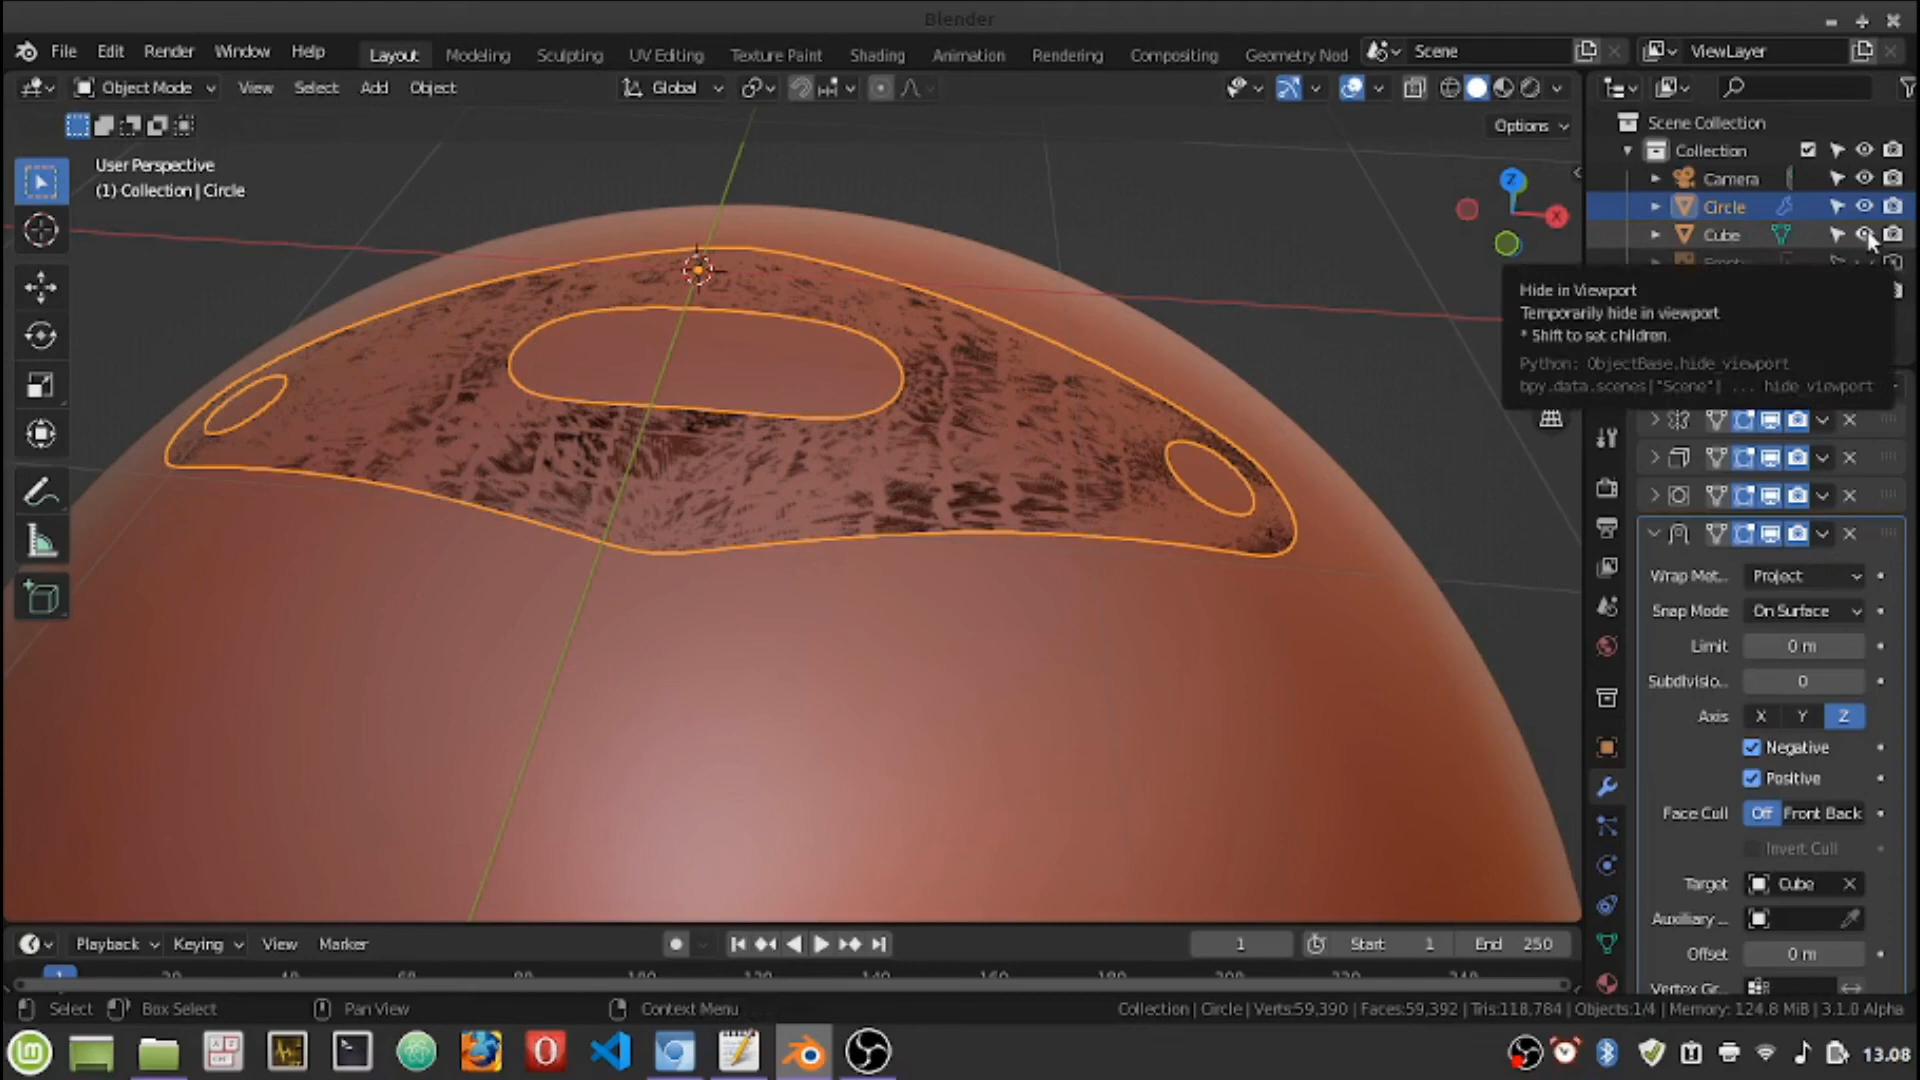 Blender
File Edit Render Window Help
Layout Modeling Sculpting UV Editing Texture Paint Shading Animation Rendering Compositing Geometry Nod
Scene
ViewLayer
Object Mode View Select Add Object
Global
Options
User Perspective
(1) Collection | Circle
Z
X
Scene Collection
Collection
Camera
Circle
Cube
Hide in Viewport
Temporarily hide in viewport
* Shift to set children.
Python: ObjectBase.hide_viewport
bpy.data.scenes["Scene"] ... hide_viewport
Wrap Met... Project
Snap Mode On Surface
Limit 0 m
Subdivisio... 0
Axis X Y Z
Negative
Positive
Face Cull Off Front Back
Invert Cull
Target Cube
Auxiliary ...
Offset 0 m
Vertex Gr...
Playback Keying View Marker
1 Start 1 End 250
1
Select Box Select Pan View Context Menu
Collection | Circle | Verts:59,390 | Faces:59,392 | Tris:118,784 | Objects:1/4 | Memory: 124.8 MiB | 3.1.0 Alpha
13.08